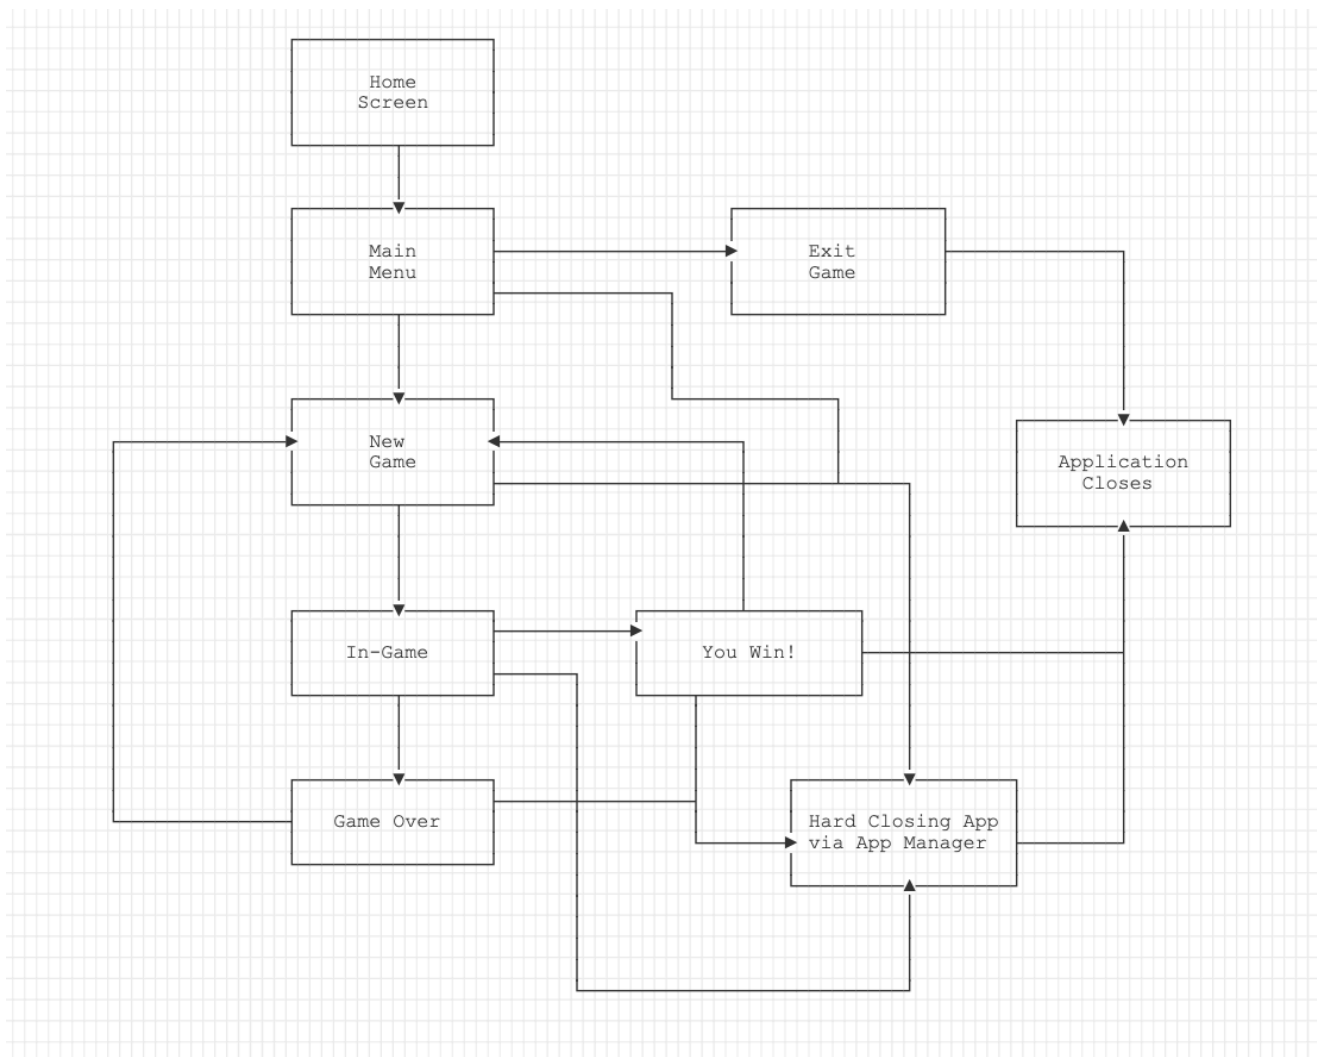 Home
Screen
Main
Menu
Exit
Game
New
Game
Application
Closes
In-Game
You Win!
Game Over
Hard Closing App
via App Manager